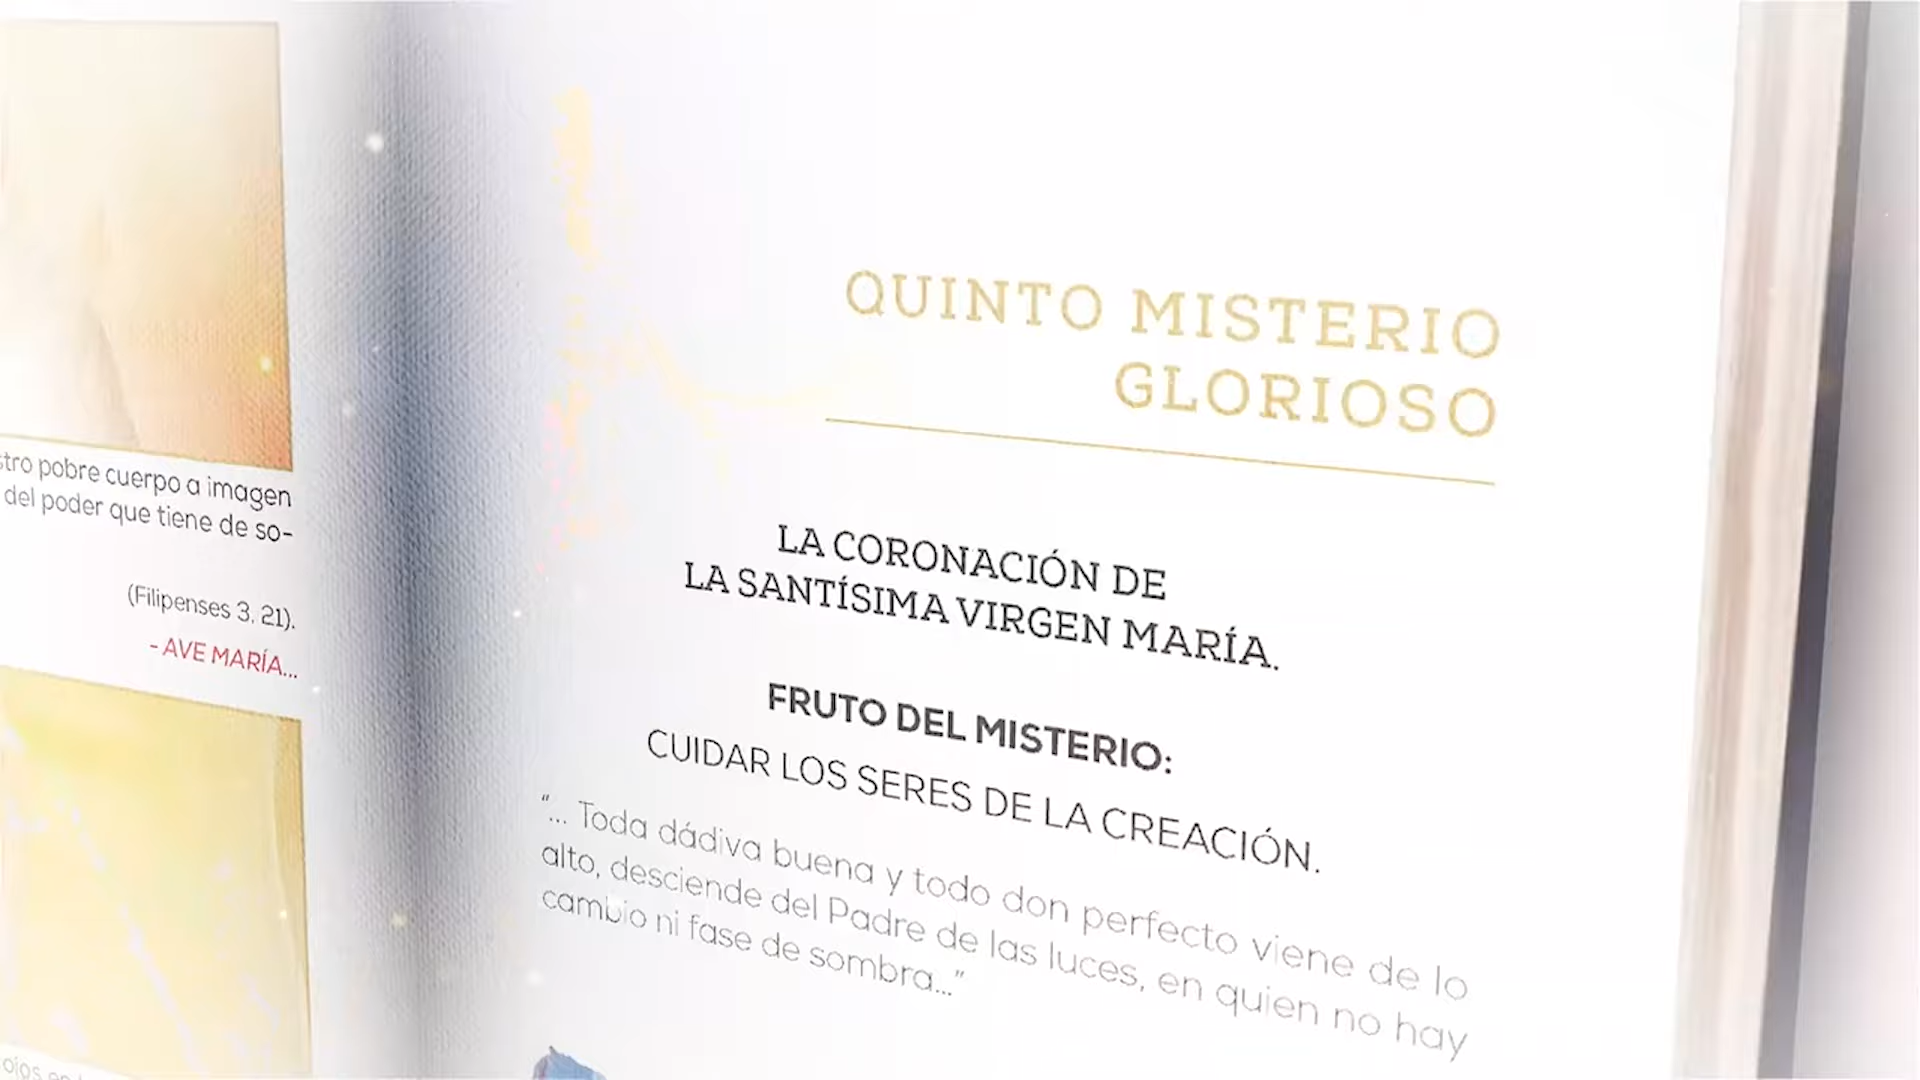 stro pobre cuerpo a imagen
del poder que tiene de so-
(Filipenses 3, 21).
- AVE MARÍA...
QUINTO MISTERIO
GLORIOSO
LA CORONACIÓN DE
LA SANTÍSIMA VIRGEN MARÍA.
FRUTO DEL MISTERIO:
CUIDAR LOS SERES DE LA CREACIÓN.
“... Toda dádiva buena y todo don perfecto viene de lo
alto, desciende del Padre de las luces, en quien no hay
cambio ni fase de sombra...”